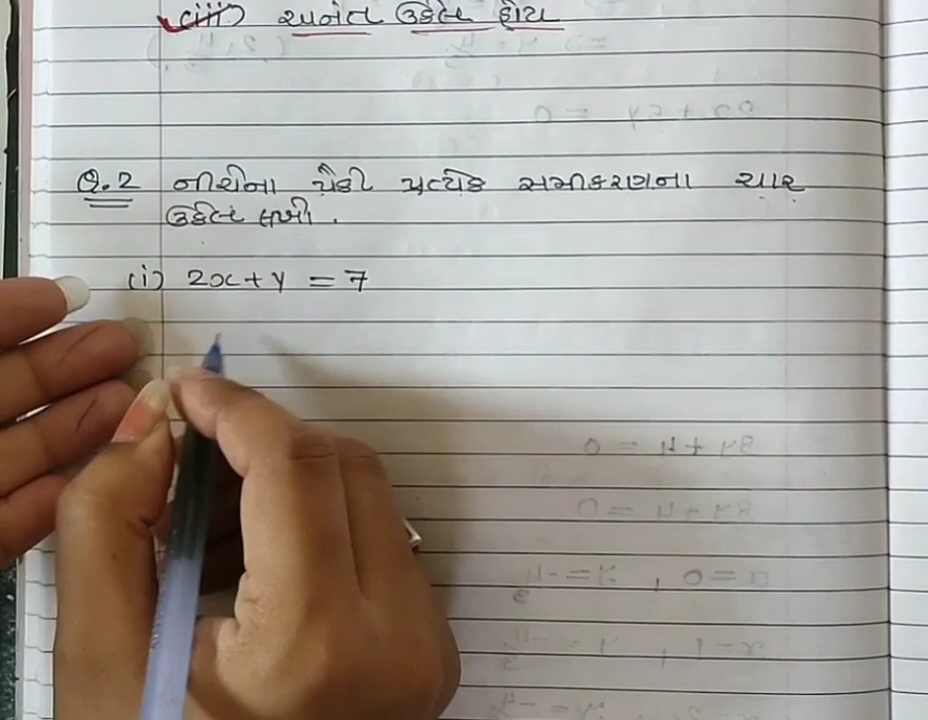 (iii) અનંત ઉકેલ હોય
Q.2 નીચેના પૈકી પ્રત્યેક સમીકરણના ચાર
ઉકેલ લખો.
(i) 2x+y = 7